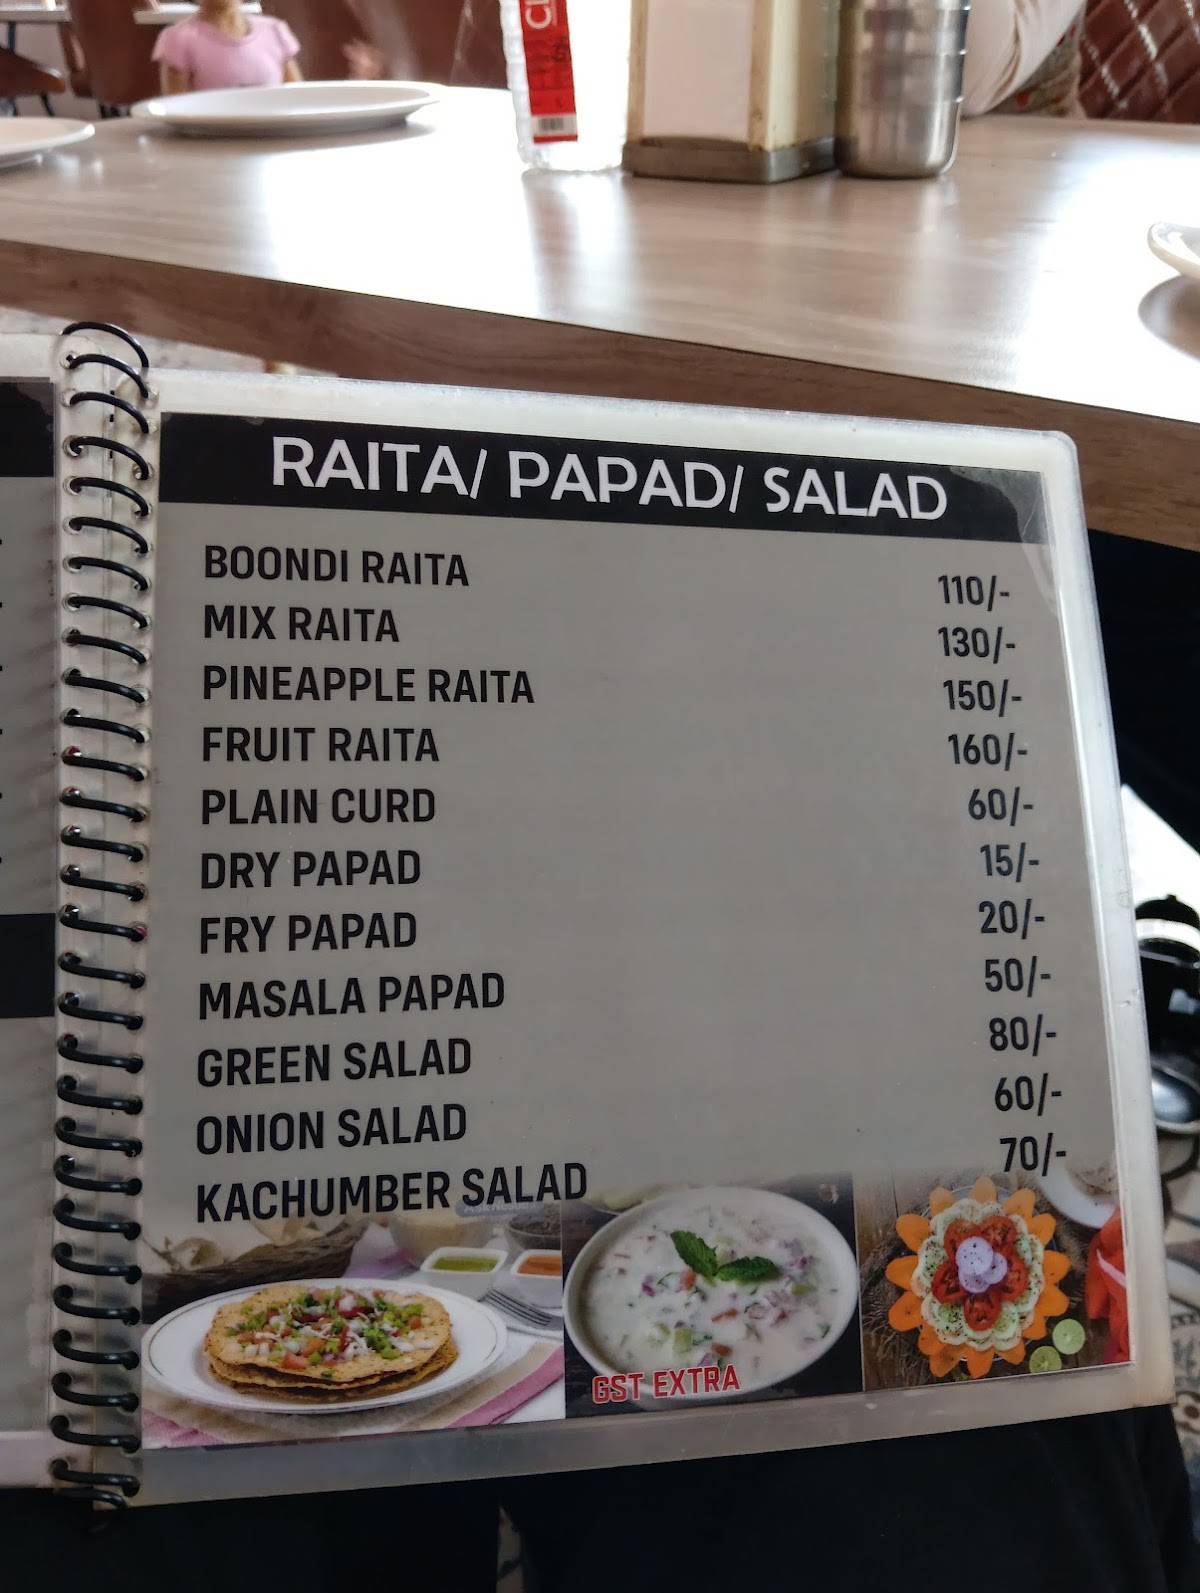 RAITA/ PAPAD/ SALAD
BOONDI RAITA 110/-
MIX RAITA 130/-
PINEAPPLE RAITA 150/-
FRUIT RAITA 160/-
PLAIN CURD 60/-
DRY PAPAD 15/-
FRY PAPAD 20/-
MASALA PAPAD 50/-
GREEN SALAD 80/-
ONION SALAD 60/-
KACHUMBER SALAD 70/-
GST EXTRA